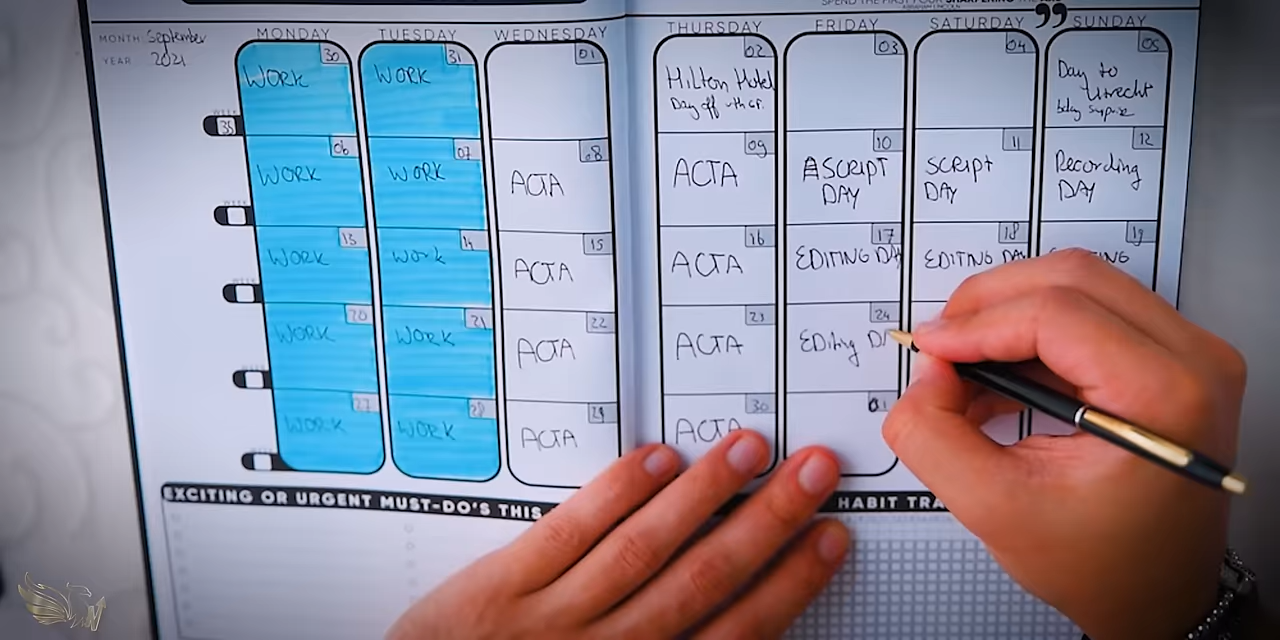 SPEND THE FIRST FOUR SHARPENING THE
MONTH September
YEAR 2021
MONDAY TUESDAY WEDNESDAY THURSDAY FRIDAY SATURDAY SUNDAY
30 31 01 02 03 04 05
WORK WORK Hilton Hotel Day to
Day off Utrecht
bday surprise
35
06 07 08 09 10 11 12
WORK WORK ACTA ACTA SCRIPT SCRIPT Recording
DAY DAY DAY
13 14 15 16 17 18 19
WORK WORK ACTA ACTA EDITING DAY EDITING DAY
20 21 22 23 24
WORK WORK ACTA ACTA EDiting DA
27 28 29 30 01
WORK WORK ACTA ACTA
EXCITING OR URGENT MUST-DO'S THIS HABIT TRA